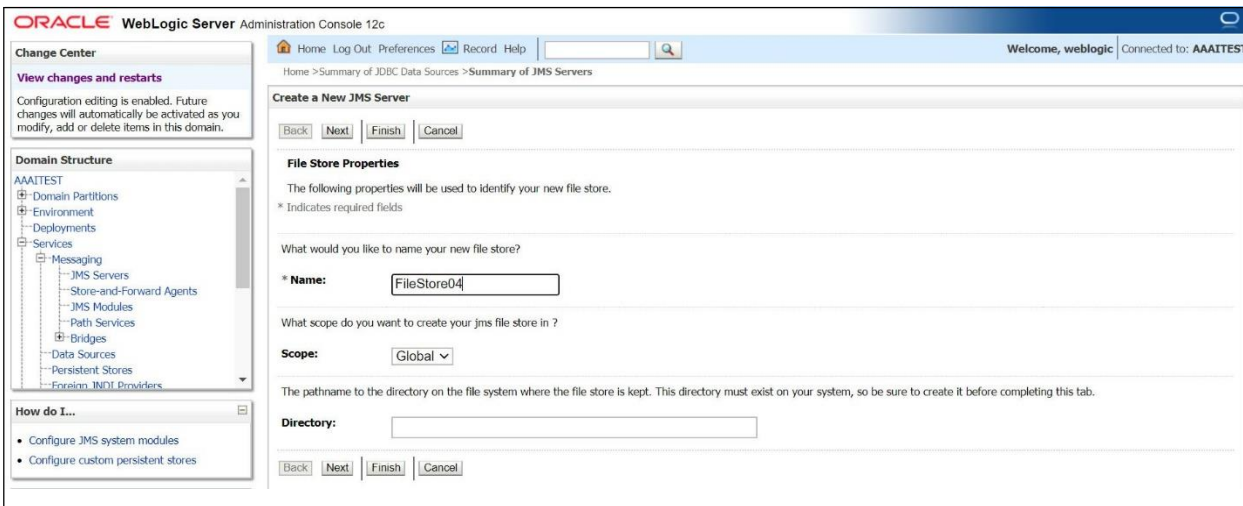 ORACLE WebLogic Server Administration Console 12c
Change Center
View changes and restarts
Configuration editing is enabled. Future
changes will automatically be activated as you
modify, add or delete items in this domain.
Domain Structure
AAAITEST
Domain Partitions
Environment
Deployments
Services
Messaging
JMS Servers
Store-and-Forward Agents
JMS Modules
Path Services
Bridges
Data Sources
Persistent Stores
Foreign JNDI Providers
How do I...
Configure JMS system modules
Configure custom persistent stores
Home Log Out Preferences Record Help
Welcome, weblogic Connected to: AAAITEST
Home >Summary of JDBC Data Sources >Summary of JMS Servers
Create a New JMS Server
Back Next Finish Cancel
File Store Properties
The following properties will be used to identify your new file store.
* Indicates required fields
What would you like to name your new file store?
* Name: FileStore04
What scope do you want to create your jms file store in ?
Scope: Global
The pathname to the directory on the file system where the file store is kept. This directory must exist on your system, so be sure to create it before completing this tab.
Directory:
Back Next Finish Cancel